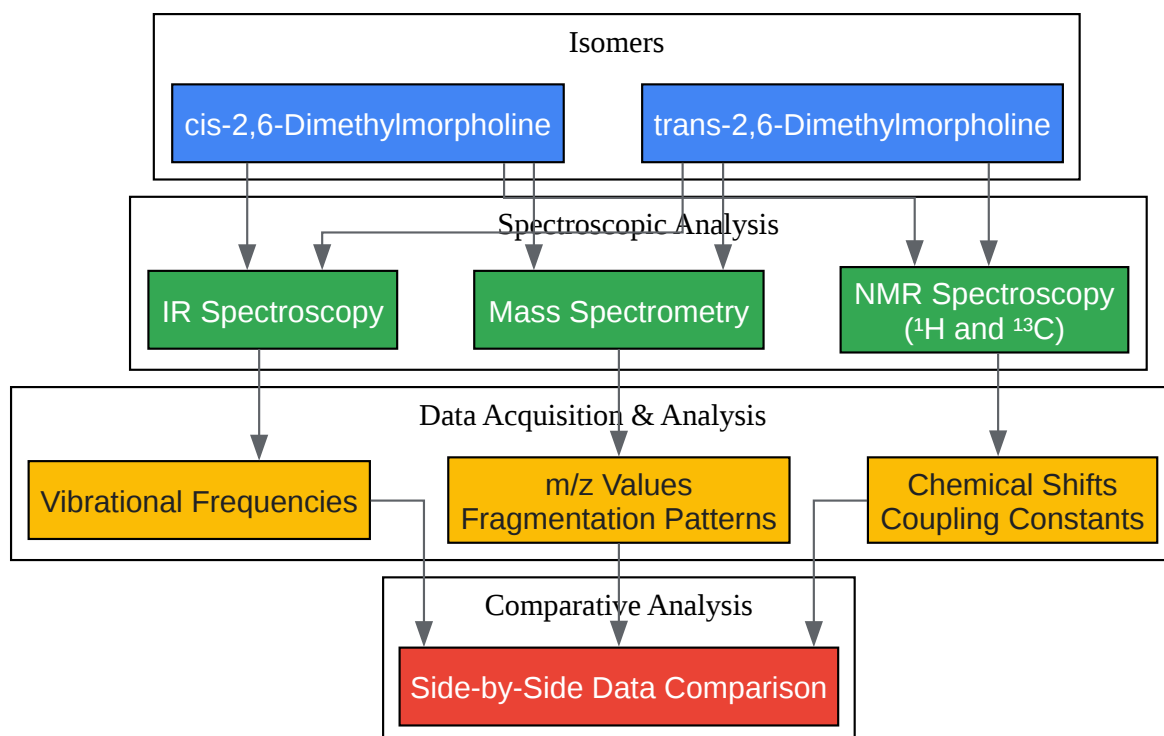 Isomers
cis-2,6-Dimethylmorpholine
trans-2,6-Dimethylmorpholine
Spectroscopic Analysis
IR Spectroscopy
Mass Spectrometry
NMR Spectroscopy
(¹H and ¹³C)
Data Acquisition & Analysis
Vibrational Frequencies
m/z Values
Fragmentation Patterns
Chemical Shifts
Coupling Constants
Comparative Analysis
Side-by-Side Data Comparison